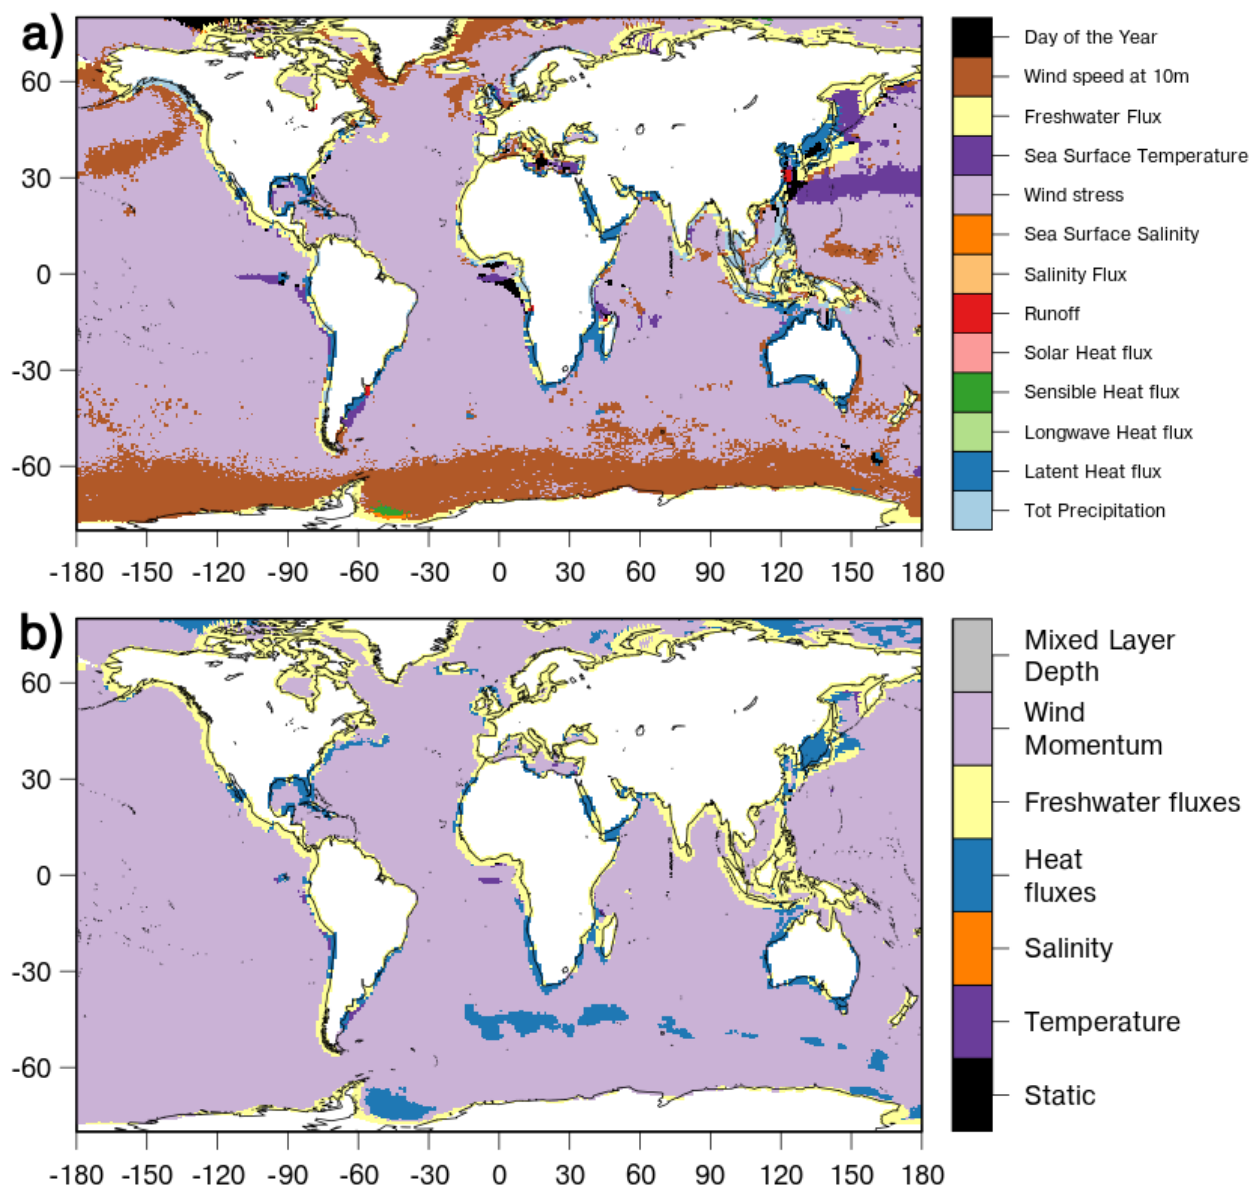 a)
60
30
0
-30
-60
-180 -150 -120 -90 -60 -30 0 30 60 90 120 150 180
Day of the Year
Wind speed at 10m
Freshwater Flux
Sea Surface Temperature
Wind stress
Sea Surface Salinity
Salinity Flux
Runoff
Solar Heat flux
Sensible Heat flux
Longwave Heat flux
Latent Heat flux
Tot Precipitation
b)
60
30
0
-30
-60
-180 -150 -120 -90 -60 -30 0 30 60 90 120 150 180
Mixed Layer
Depth
Wind
Momentum
Freshwater fluxes
Heat
fluxes
Salinity
Temperature
Static